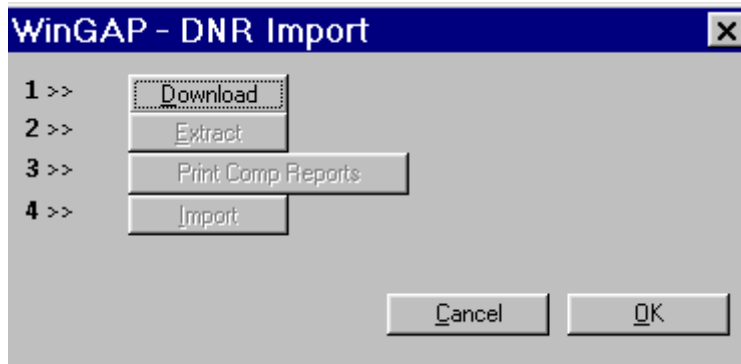 WinGAP - DNR Import
1 >> Download
2 >> Extract
3 >> Print Comp Reports
4 >> Import
Cancel OK